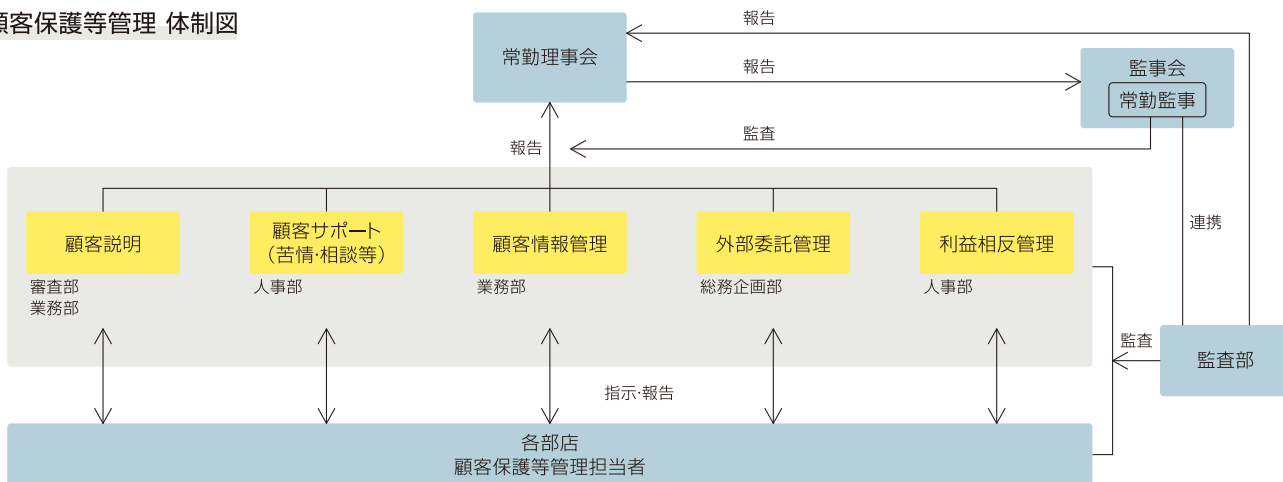 顧客保護等管理 体制図
報告
常勤理事会
報告
監事会
常勤監事
監査
報告
連携
顧客説明
顧客サポート
(苦情・相談等)
顧客情報管理
外部委託管理
利益相反管理
審査部
業務部
人事部
業務部
総務企画部
人事部
監査
監査部
指示・報告
各部店
顧客保護等管理担当者